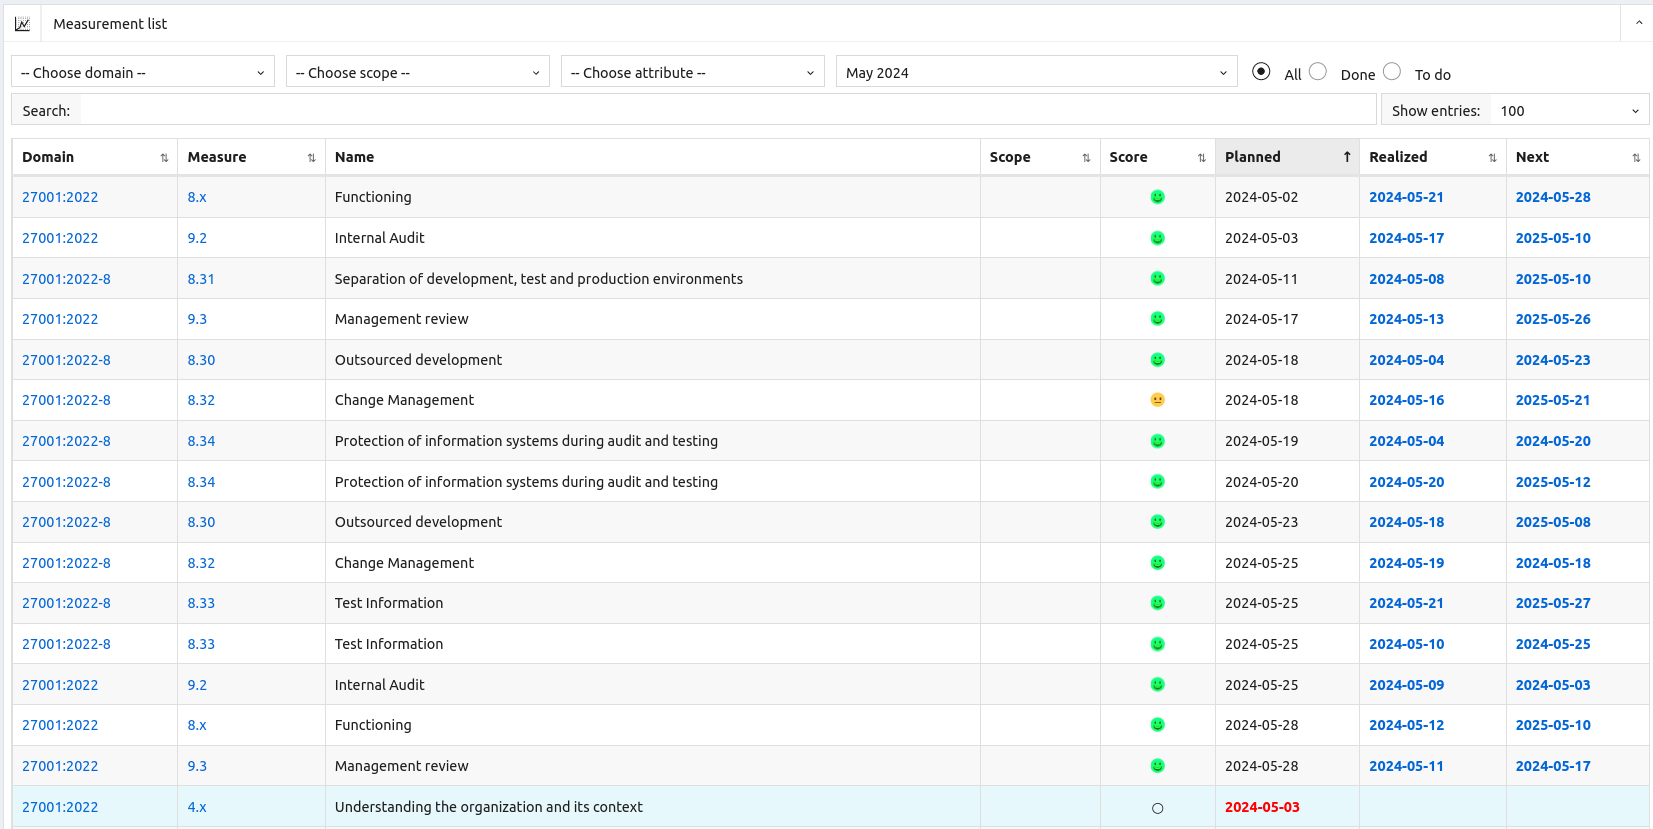 Measurement list
-- Choose domain -- -- Choose scope -- -- Choose attribute -- May 2024 All Done To do
Search: Show entries: 100
Domain Measure Name Scope Score Planned Realized Next
27001:2022 8.x Functioning 2024-05-02 2024-05-21 2024-05-28
27001:2022 9.2 Internal Audit 2024-05-03 2024-05-17 2025-05-10
27001:2022-8 8.31 Separation of development, test and production environments 2024-05-11 2024-05-08 2025-05-10
27001:2022 9.3 Management review 2024-05-17 2024-05-13 2025-05-26
27001:2022-8 8.30 Outsourced development 2024-05-18 2024-05-04 2024-05-23
27001:2022-8 8.32 Change Management 2024-05-18 2024-05-16 2025-05-21
27001:2022-8 8.34 Protection of information systems during audit and testing 2024-05-19 2024-05-04 2024-05-20
27001:2022-8 8.34 Protection of information systems during audit and testing 2024-05-20 2024-05-20 2025-05-12
27001:2022-8 8.30 Outsourced development 2024-05-23 2024-05-18 2025-05-08
27001:2022-8 8.32 Change Management 2024-05-25 2024-05-19 2024-05-18
27001:2022-8 8.33 Test Information 2024-05-25 2024-05-21 2025-05-27
27001:2022-8 8.33 Test Information 2024-05-25 2024-05-10 2024-05-25
27001:2022 9.2 Internal Audit 2024-05-25 2024-05-09 2024-05-03
27001:2022 8.x Functioning 2024-05-28 2024-05-12 2025-05-10
27001:2022 9.3 Management review 2024-05-28 2024-05-11 2024-05-17
27001:2022 4.x Understanding the organization and its context 2024-05-03